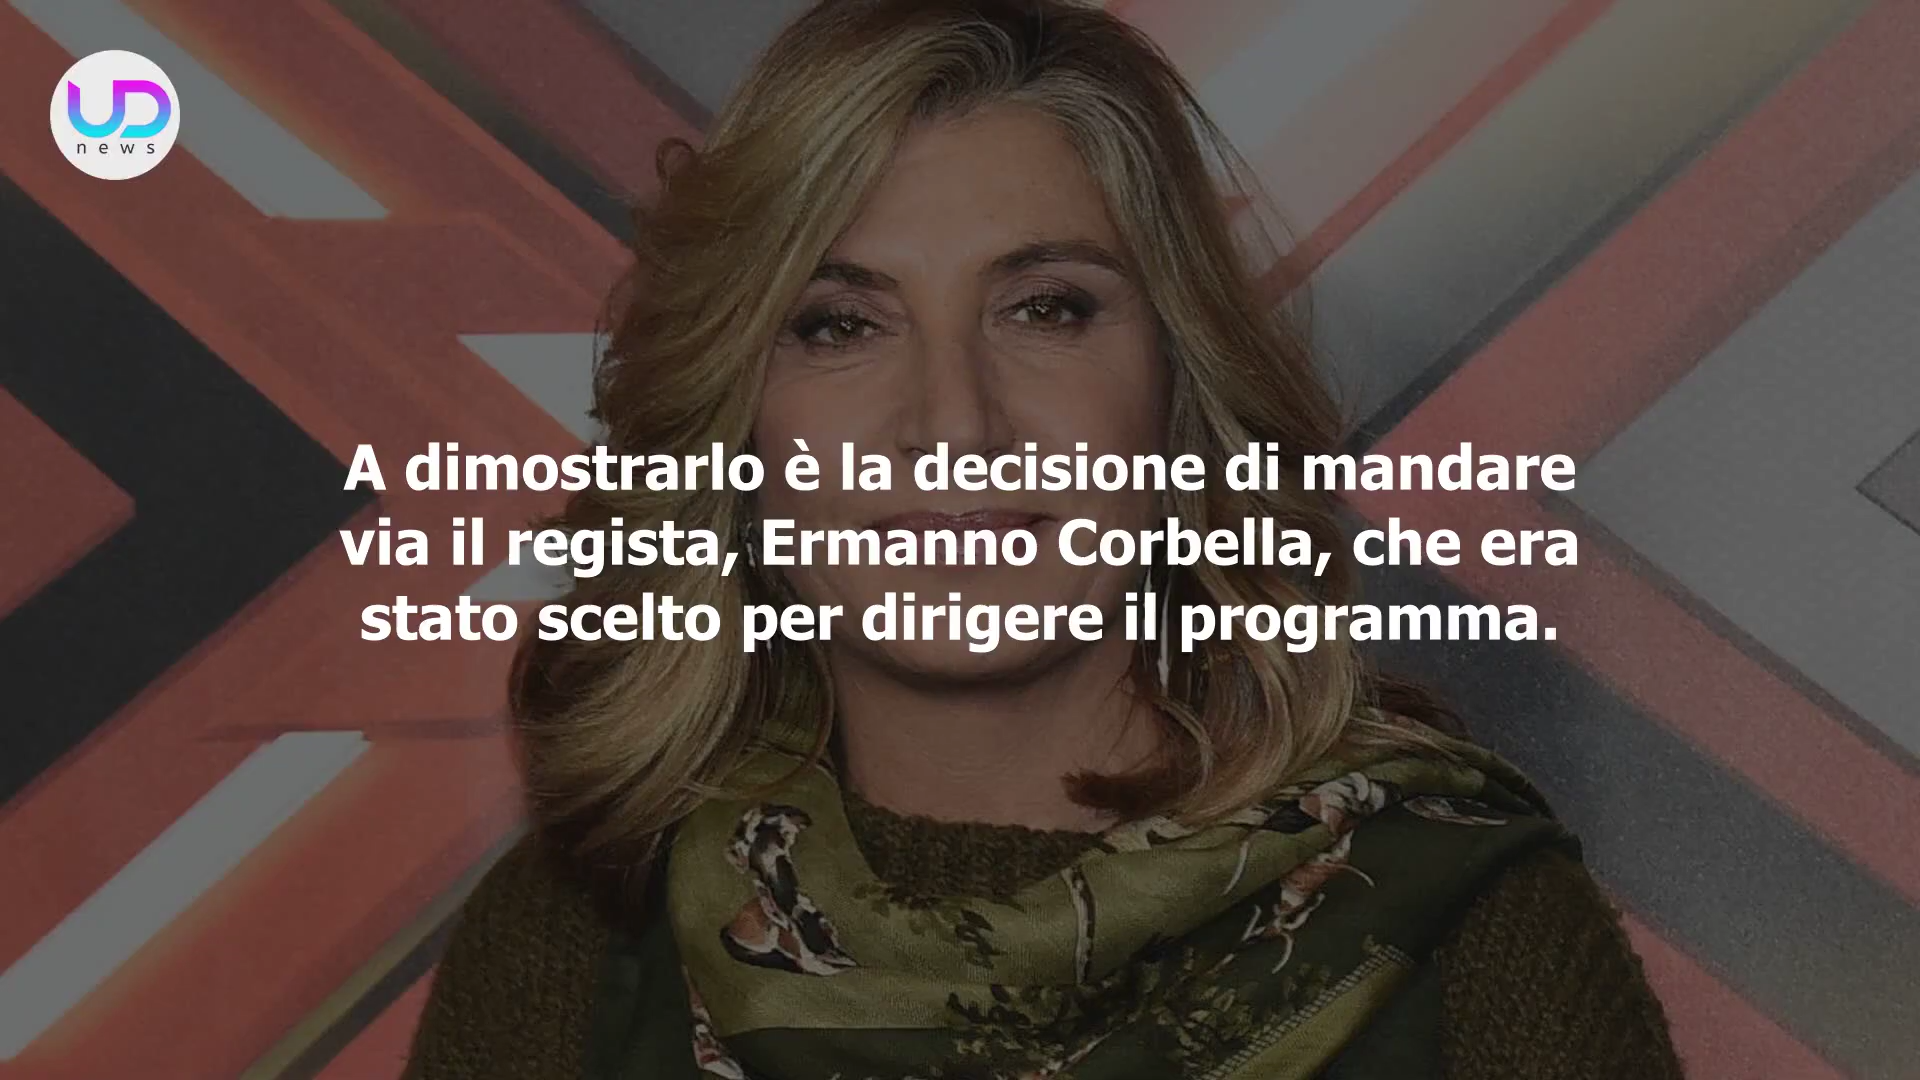 UD
news
A dimostrarlo è la decisione di mandare
via il regista, Ermanno Corbella, che era
stato scelto per dirigere il programma.